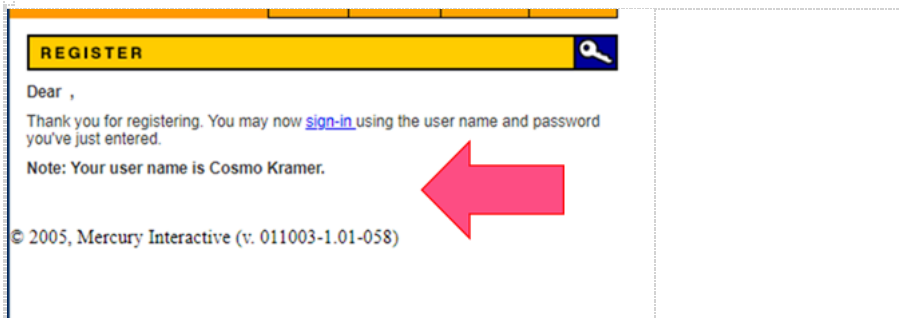 REGISTER
Dear ,
Thank you for registering. You may now sign-in using the user name and password
you've just entered.
Note: Your user name is Cosmo Kramer.
© 2005, Mercury Interactive (v. 011003-1.01-058)